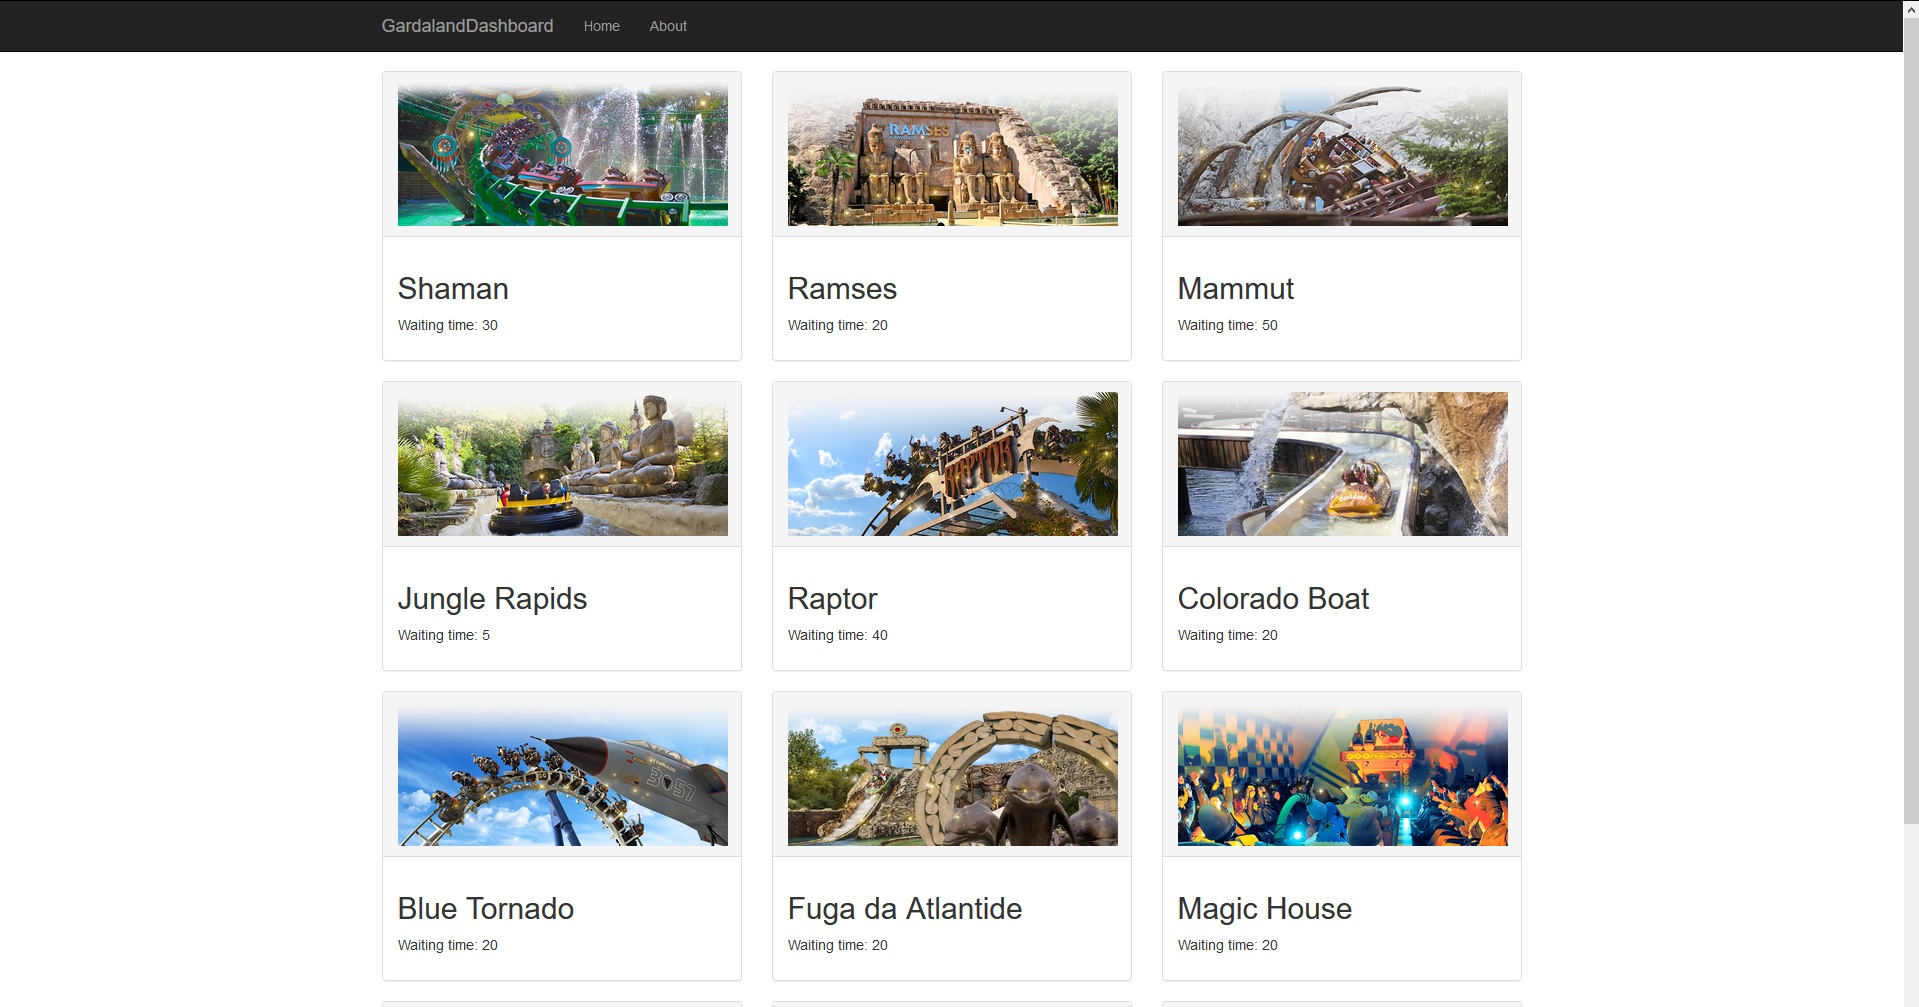 GardalandDashboard Home About
RAMSES
Shaman
Waiting time: 30
Ramses
Waiting time: 20
Mammut
Waiting time: 50
RAPTOR
Gardaland
Jungle Rapids
Waiting time: 5
Raptor
Waiting time: 40
Colorado Boat
Waiting time: 20
3057
Blue Tornado
Waiting time: 20
Fuga da Atlantide
Waiting time: 20
Magic House
Waiting time: 20